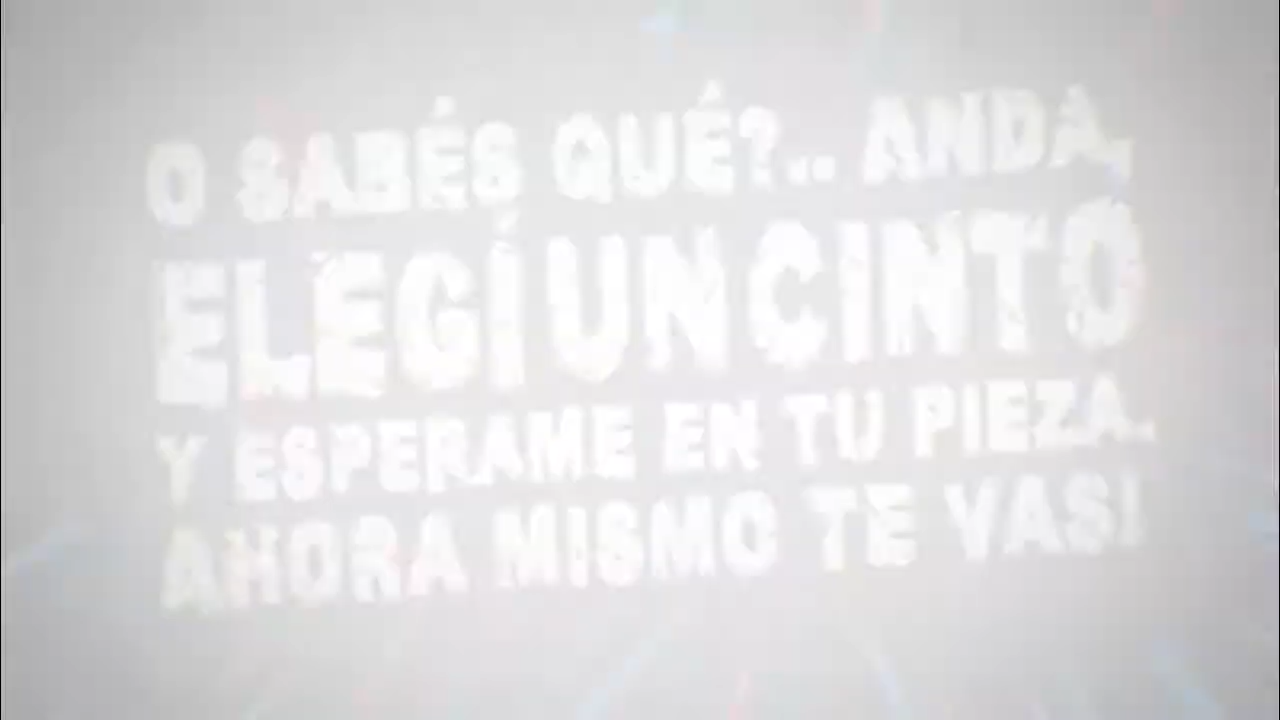 O SABÉS QUÉ?.. ANDA,
ELEGÍ UN CINTO
Y ESPERAME EN TU PIEZA.
AHORA MISMO TE VAS!